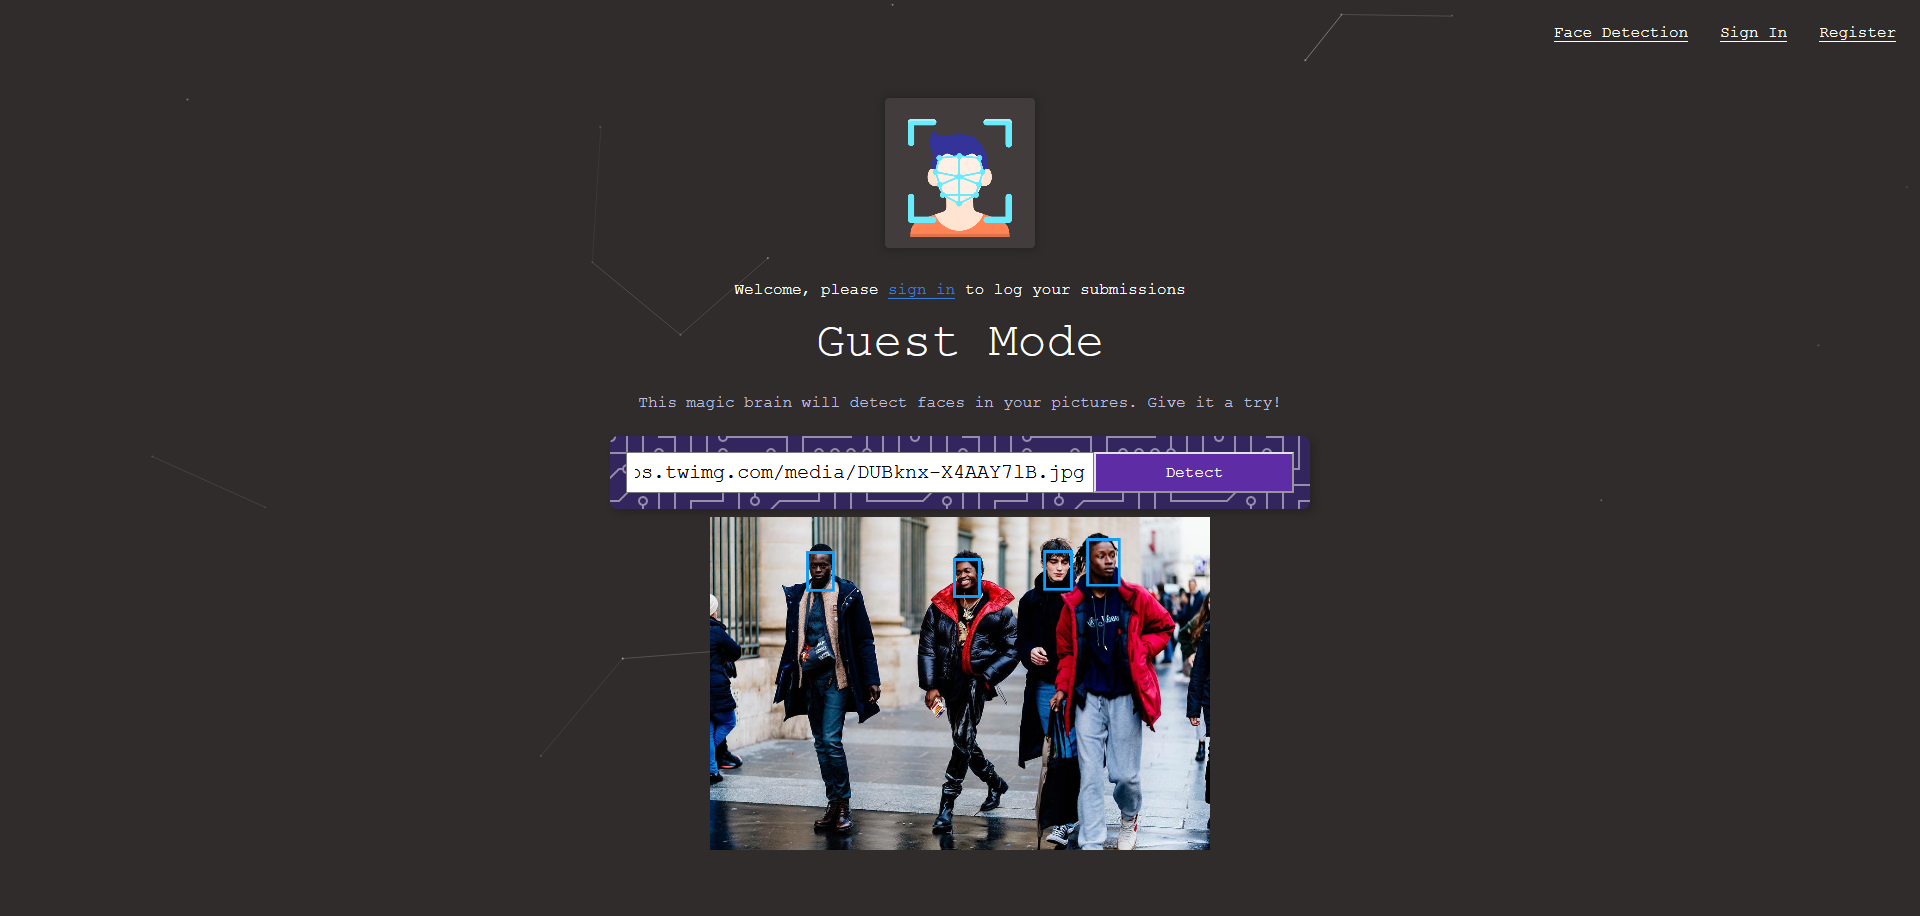 Face Detection Sign In Register
Welcome, please sign in to log your submissions
Guest Mode
This magic brain will detect faces in your pictures. Give it a try!
os.twimg.com/media/DUBknx-X4AAY7lB.jpg Detect